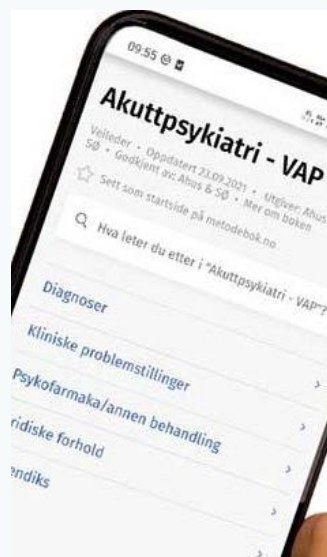 09:55
Akuttpsykiatri - VAP
Veileder • Oppdatert 23.09.2021 • Utgiver: Ahus
SØ • Godkjent av: Ahus & SØ • Mer om boken
Sett som startside på metodebok.no
Hva leter du etter i "Akuttpsykiatri - VAP"?
Diagnoser
Kliniske problemstillinger
Psykofarmaka/annen behandling
ridiske forhold
endiks